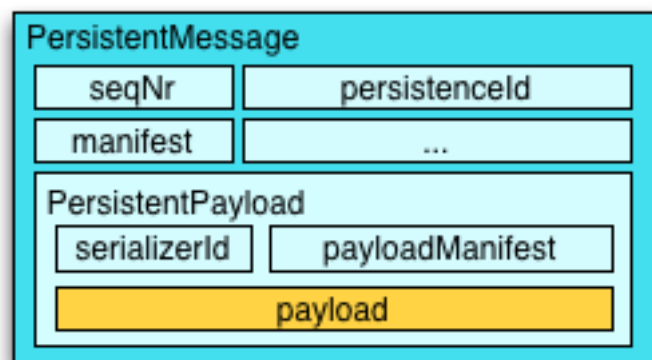 PersistentMessage
seqNr persistenceId
manifest ...
PersistentPayload
serializerId payloadManifest
payload